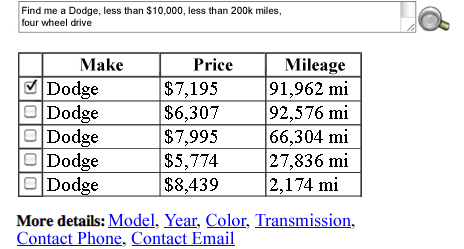 Find me a Dodge, less than $10,000, less than 200k miles,
four wheel drive
Make Price Mileage
Dodge $7,195 91,962 mi
Dodge $6,307 92,576 mi
Dodge $7,995 66,304 mi
Dodge $5,774 27,836 mi
Dodge $8,439 2,174 mi
More details: Model, Year, Color, Transmission,
Contact Phone, Contact Email